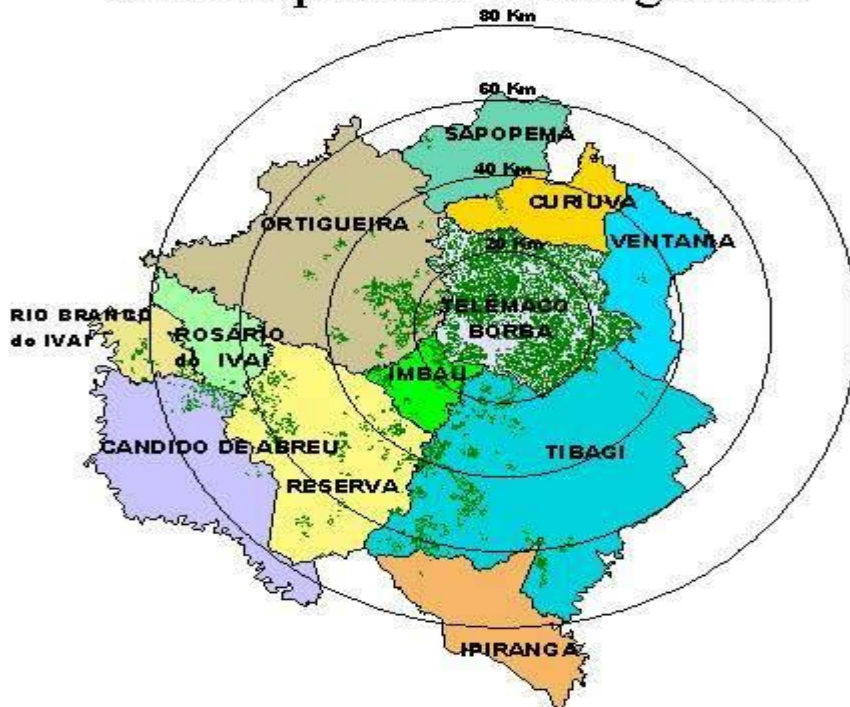 80 Km
60 Km
SAPOPEMA
40 Km
CURIUVA
ORTIGUEIRA
VENTANIA
20 Km
TELÊMACO
BORBA
RIO BRANCO
do IVAI
ROSÁRIO
do IVAI
IMBAU
CANDIDO DE ABREU
TIBAGI
RESERVA
IPIRANGA